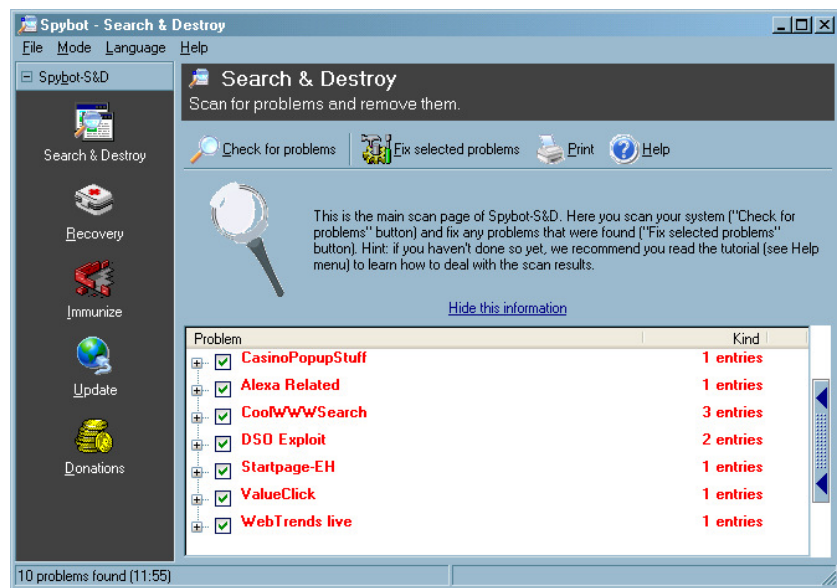 Spybot - Search & Destroy
File Mode Language Help
Spybot-S&D
Search & Destroy
Recovery
Immunize
Update
Donations
Search & Destroy
Scan for problems and remove them.
Check for problems Fix selected problems Print Help
This is the main scan page of Spybot-S&D. Here you scan your system ("Check for
problems" button) and fix any problems that were found ("Fix selected problems"
button). Hint: if you haven't done so yet, we recommend you read the tutorial (see Help
menu) to learn how to deal with the scan results.
Hide this information
Problem Kind
CasinoPopupStuff 1 entries
Alexa Related 1 entries
CoolWWWSearch 3 entries
DSO Exploit 2 entries
Startpage-EH 1 entries
ValueClick 1 entries
WebTrends live 1 entries
10 problems found (11:55)